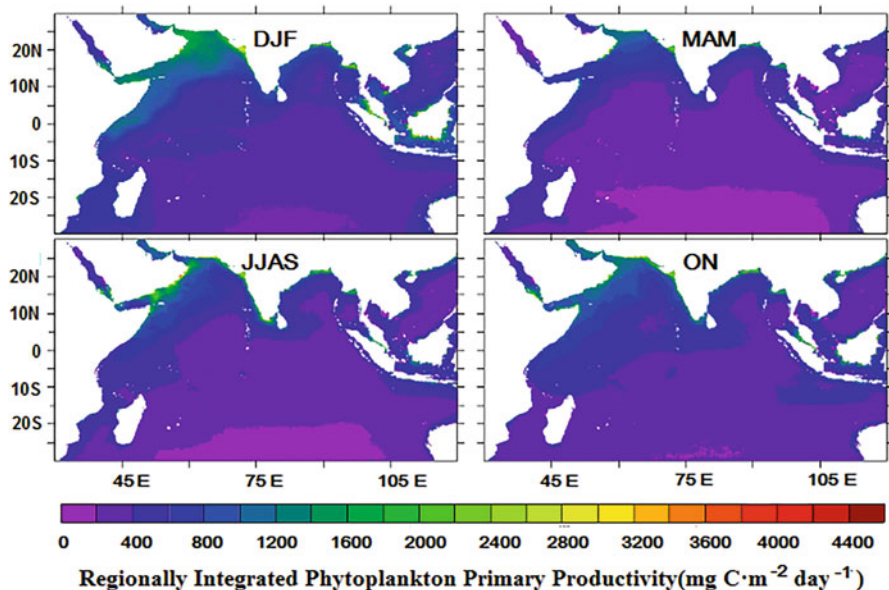 DJF
MAM
20N
10N
0
10S
20S
JJAS
ON
20N
10N
0
10S
20S
45 E 75 E 105 E 45 E 75 E 105 E
0 400 800 1200 1600 2000 2400 2800 3200 3600 4000 4400
Regionally Integrated Phytoplankton Primary Productivity(mg C·m⁻² day⁻¹)